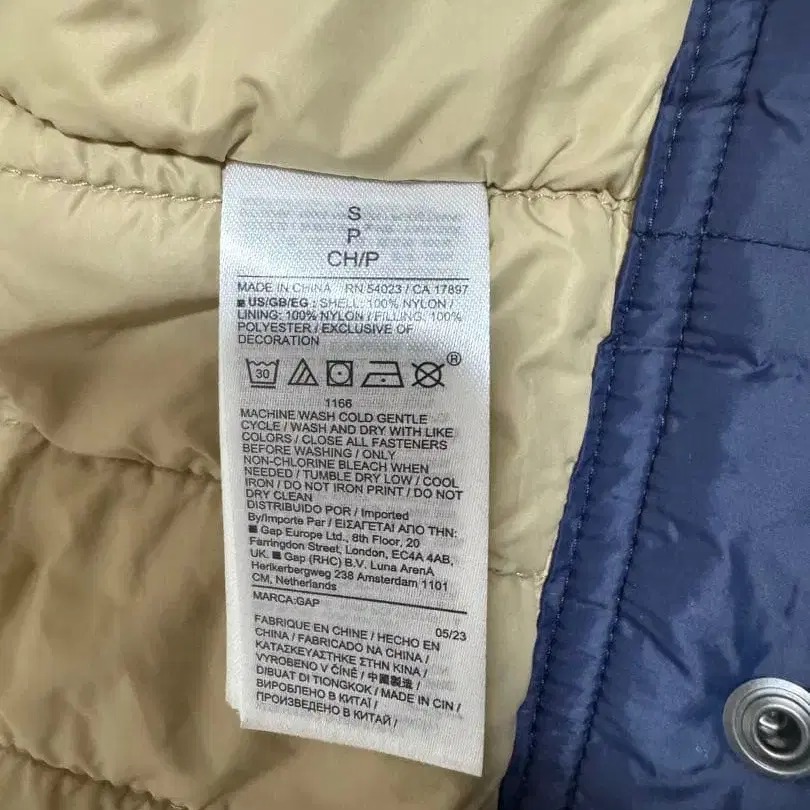 S
P
CH/P
MADE IN CHINA RN 54023 / CA 17897
■ US/GB/EG : SHELL: 100% NYLON /
LINING: 100% NYLON / FILLING: 100%
POLYESTER / EXCLUSIVE OF
DECORATION
30 ®
1166
MACHINE WASH COLD GENTLE
CYCLE / WASH AND DRY WITH LIKE
COLORS / CLOSE ALL FASTENERS
BEFORE WASHING / ONLY
NON-CHLORINE BLEACH WHEN
NEEDED / TUMBLE DRY LOW / COOL
IRON / DO NOT IRON PRINT / DO NOT
DRY CLEAN
DISTRIBUIDO POR / Imported
By/Importe Par / ΕΙΣΑΓΕΤΑΙ ΑΠΟ ΤΗΝ:
■ Gap Europe Ltd., 8th Floor, 20
Farringdon Street, London, EC4A 4AB,
UK. ■ Gap (RHC) B.V. Luna ArenA
Herikerbergweg 238 Amsterdam 1101
CM, Netherlands
MARCA:GAP
05/23
FABRIQUE EN CHINE / HECHO EN
CHINA / FABRICADO NA CHINA /
ΚΑΤΑΣΚΕΥΑΣΤΗΚΕ ΣΤΗΝ ΚΙΝΑ /
VYROBENO V ČÍNĚ / 中國製造 /
DIBUAT DI TIONGKOK / MADE IN CIN /
ВИРОБЛЕНО В КИТАЇ /
ПРОИЗВЕДЕНО В КИТАЙ /